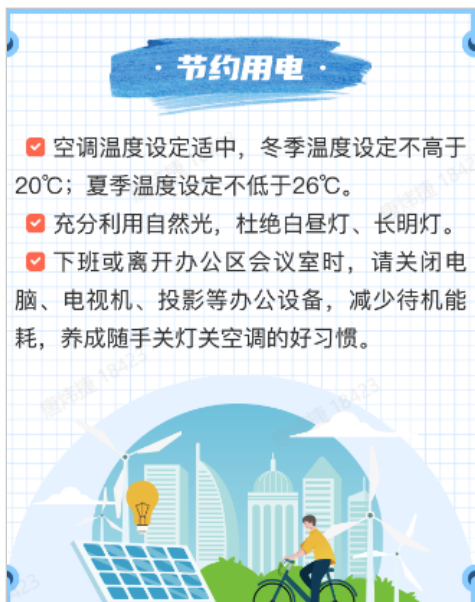 · 节约用电 ·
空调温度设定适中，冬季温度设定不高于
20℃；夏季温度设定不低于26℃。
充分利用自然光，杜绝白昼灯、长明灯。
下班或离开办公区会议室时，请关闭电
脑、电视机、投影等办公设备，减少待机能
耗，养成随手关灯关空调的好习惯。
18423
18423